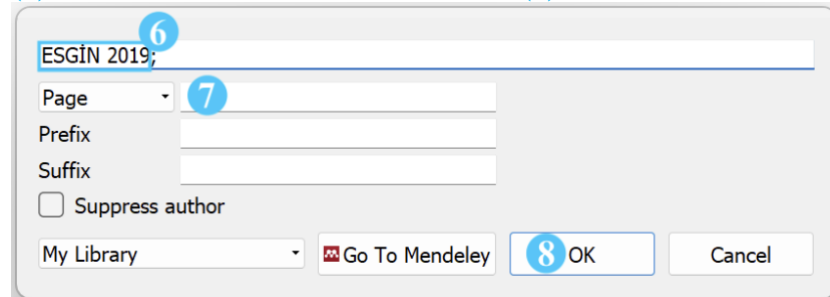 6
ESGİN 2019;
Page 7
Prefix
Suffix
Suppress author
My Library Go To Mendeley 8 OK Cancel